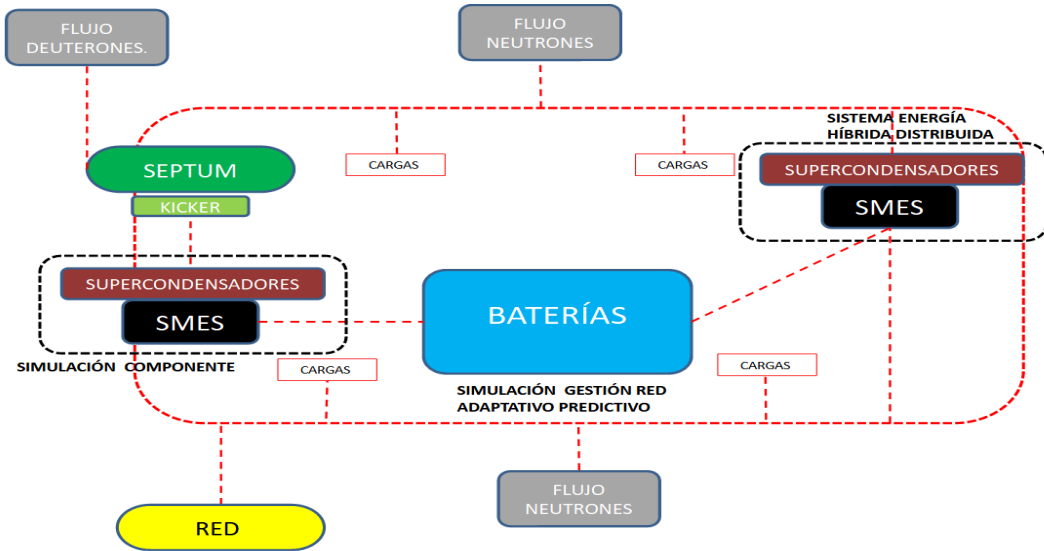 FLUJO
DEUTERONES.
FLUJO
NEUTRONES
SISTEMA ENERGÍA
HÍBRIDA DISTRIBUIDA
SEPTUM
KICKER
CARGAS
CARGAS
SUPERCONDENSADORES
SMES
SUPERCONDENSADORES
SMES
SIMULACIÓN COMPONENTE
BATERÍAS
CARGAS
CARGAS
SIMULACIÓN GESTIÓN RED
ADAPTATIVO PREDICTIVO
FLUJO
NEUTRONES
RED